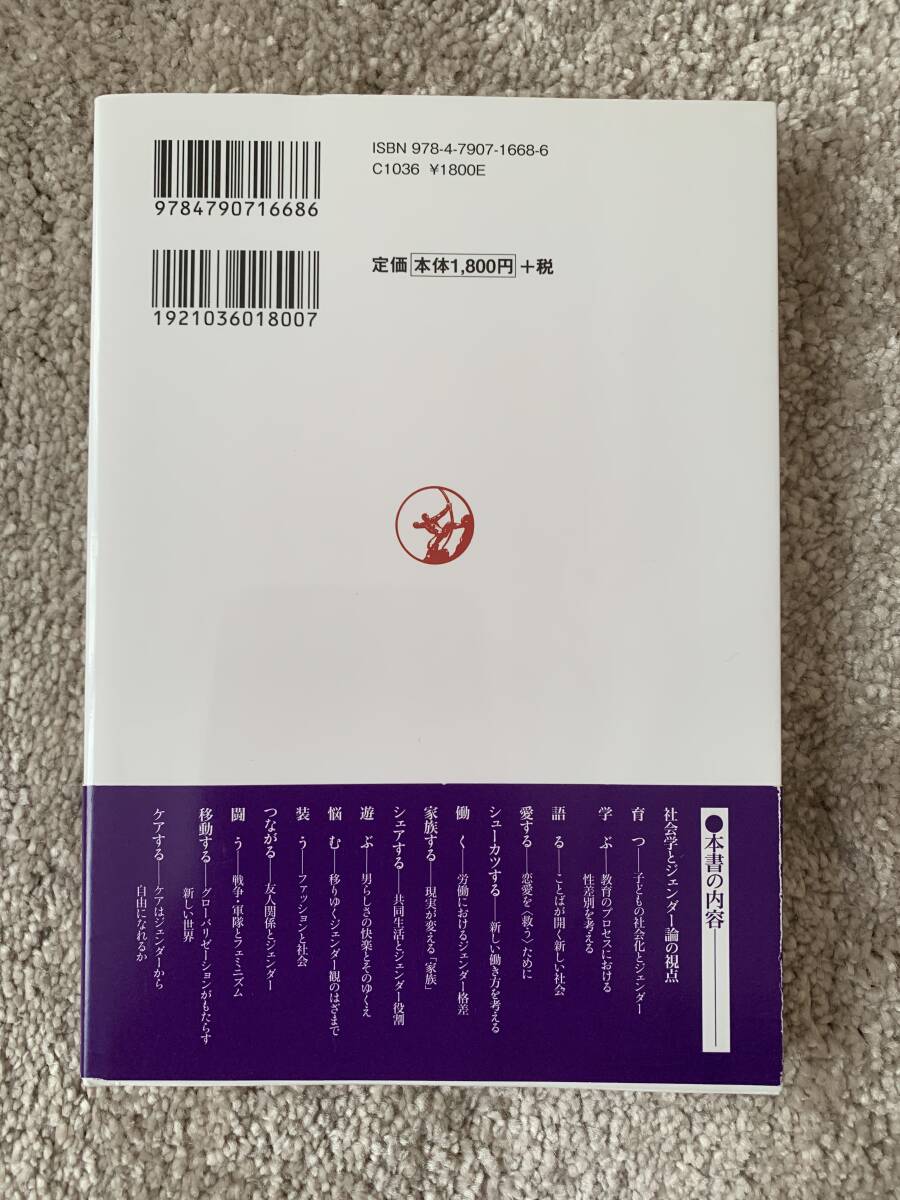 ISBN 978-4-7907-1668-6
C1036 ¥1800E
9784790716686
定価 本体1,800円 +税
1921036018007
●本書の内容
社会学とジェンダー論の視点
育つ──子どもの社会化とジェンダー
学ぶ──教育のプロセスにおける
性差別を考える
語る──ことばが開く新しい社会
愛する──恋愛を〈救う〉ために
シューカツする──新しい働き方を考える
働く──労働におけるジェンダー格差
家族する──現実が変える「家族」
シェアする──共同生活とジェンダー役割
遊ぶ──男らしさの快楽とそのゆくえ
悩む──移りゆくジェンダー観のはざまで
装う──ファッションと社会
つながる──友人関係とジェンダー
闘う──戦争・軍隊とフェミニズム
移動する──グローバリゼーションがもたらす
新しい世界
ケアする──ケアはジェンダーから
自由になれるか